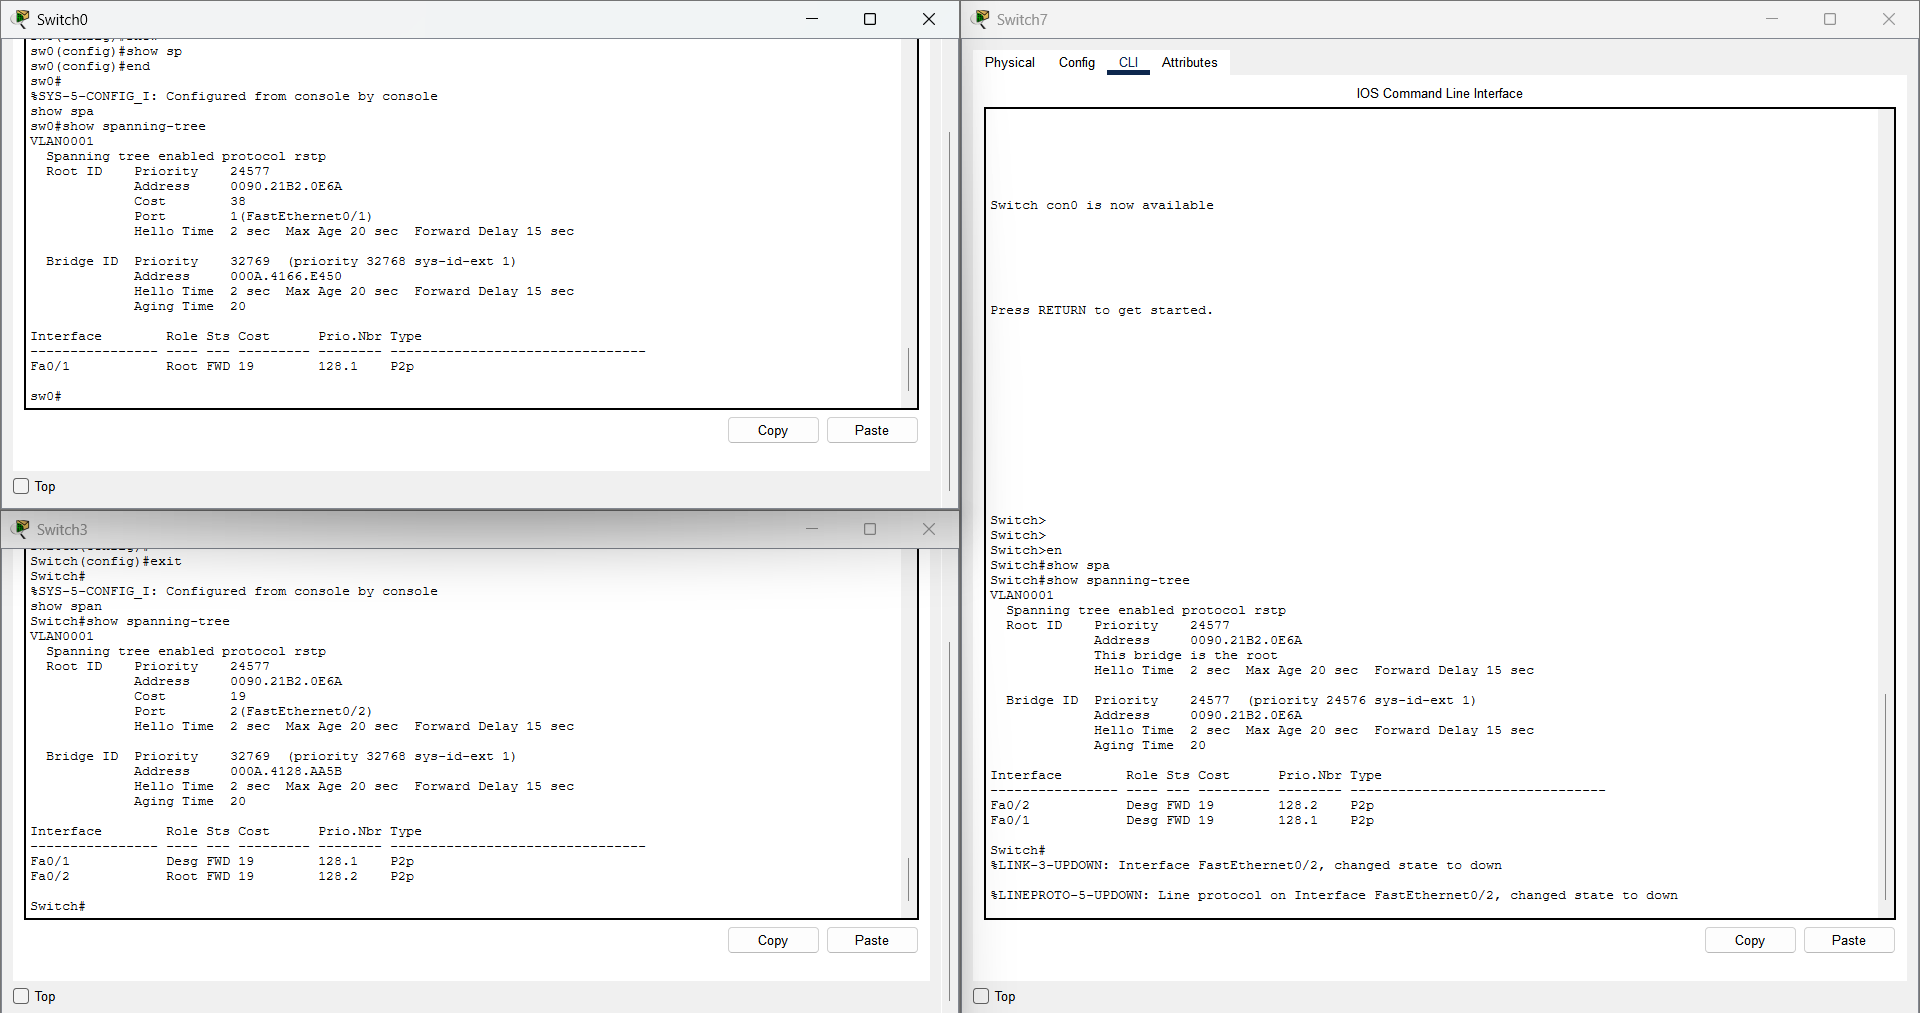 Switch0
sw0(config)#show sp
sw0(config)#end
sw0#
%SYS-5-CONFIG_I: Configured from console by console
show spa
sw0#show spanning-tree
VLAN0001
  Spanning tree enabled protocol rstp
  Root ID    Priority    24577
             Address     0090.21B2.0E6A
             Cost        38
             Port        1(FastEthernet0/1)
             Hello Time  2 sec  Max Age 20 sec  Forward Delay 15 sec
  Bridge ID  Priority    32769  (priority 32768 sys-id-ext 1)
             Address     000A.4166.E450
             Hello Time  2 sec  Max Age 20 sec  Forward Delay 15 sec
             Aging Time  20
Interface        Role Sts Cost      Prio.Nbr Type
---------------- ---- --- --------- -------- --------------------------------
Fa0/1            Root FWD 19        128.1    P2p
sw0#
Copy
Paste
Top
Switch3
Switch(config)#exit
Switch#
%SYS-5-CONFIG_I: Configured from console by console
show span
Switch#show spanning-tree
VLAN0001
  Spanning tree enabled protocol rstp
  Root ID    Priority    24577
             Address     0090.21B2.0E6A
             Cost        19
             Port        2(FastEthernet0/2)
             Hello Time  2 sec  Max Age 20 sec  Forward Delay 15 sec
  Bridge ID  Priority    32769  (priority 32768 sys-id-ext 1)
             Address     000A.4128.AA5B
             Hello Time  2 sec  Max Age 20 sec  Forward Delay 15 sec
             Aging Time  20
Interface        Role Sts Cost      Prio.Nbr Type
---------------- ---- --- --------- -------- --------------------------------
Fa0/1            Desg FWD 19        128.1    P2p
Fa0/2            Root FWD 19        128.2    P2p
Switch#
Copy
Paste
Top
Switch7
Physical Config CLI Attributes
IOS Command Line Interface
Switch con0 is now available
Press RETURN to get started.
Switch>
Switch>
Switch>en
Switch#show spa
Switch#show spanning-tree
VLAN0001
  Spanning tree enabled protocol rstp
  Root ID    Priority    24577
             Address     0090.21B2.0E6A
             This bridge is the root
             Hello Time  2 sec  Max Age 20 sec  Forward Delay 15 sec
  Bridge ID  Priority    24577  (priority 24576 sys-id-ext 1)
             Address     0090.21B2.0E6A
             Hello Time  2 sec  Max Age 20 sec  Forward Delay 15 sec
             Aging Time  20
Interface        Role Sts Cost      Prio.Nbr Type
---------------- ---- --- --------- -------- --------------------------------
Fa0/2            Desg FWD 19        128.2    P2p
Fa0/1            Desg FWD 19        128.1    P2p
Switch#
%LINK-3-UPDOWN: Interface FastEthernet0/2, changed state to down
%LINEPROTO-5-UPDOWN: Line protocol on Interface FastEthernet0/2, changed state to down
Copy
Paste
Top